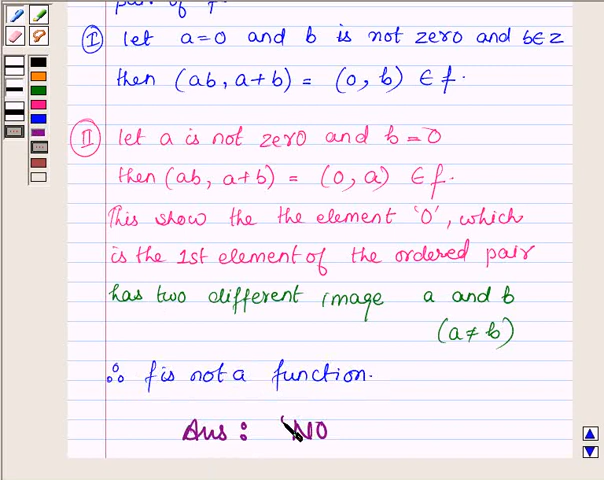 pair of f.
I let a=0 and b is not zero and b∈z
then (ab, a+b) = (0, b) ∈ f.
II let a is not zero and b=0
then (ab, a+b) = (0, a) ∈ f.
This show the the element '0', which
is the 1st element of the ordered pair
has two different image a and b
(a≠b)
∴ f is not a function.
Ans: 'NO